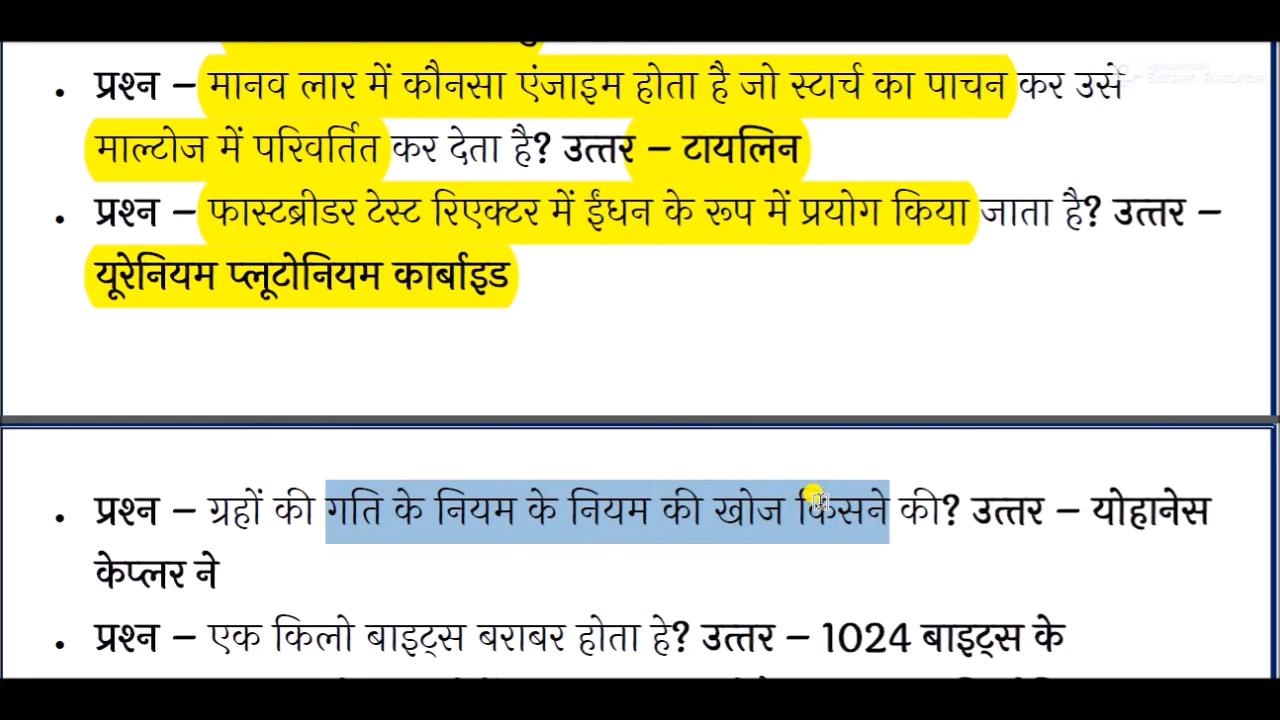 प्रश्न – मानव लार में कौनसा एंजाइम होता है जो स्टार्च का पाचन कर उसे
माल्टोज में परिवर्तित कर देता है? उत्तर – टायलिन
प्रश्न – फास्टब्रीडर टेस्ट रिएक्टर में ईंधन के रूप में प्रयोग किया जाता है? उत्तर –
यूरेनियम प्लूटोनियम कार्बाइड
प्रश्न – ग्रहों की गति के नियम के नियम की खोज किसने की? उत्तर – योहानेस
केप्लर ने
प्रश्न – एक किलो बाइट्स बराबर होता हे? उत्तर – 1024 बाइट्स के